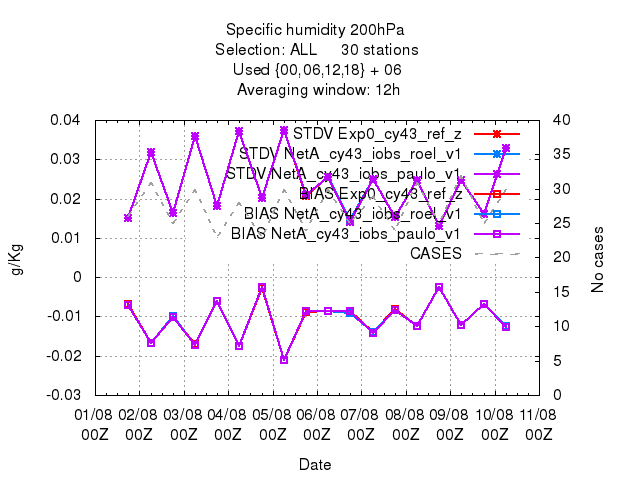 Specific humidity 200hPa
Selection: ALL 30 stations
Used {00,06,12,18} + 06
Averaging window: 12h
0.04
0.03
0.02
0.01
0
-0.01
-0.02
-0.03
g/Kg
40
35
30
25
20
15
10
5
0
No cases
STDV Exp0_cy43_ref_z
STDV NetA_cy43_iobs_roel_v1
STDV NetA_cy43_iobs_paulo_v1
BIAS Exp0_cy43_ref_z
BIAS NetA_cy43_iobs_roel_v1
BIAS NetA_cy43_iobs_paulo_v1
CASES
01/08 02/08 03/08 04/08 05/08 06/08 07/08 08/08 09/08 10/08 11/08
00Z 00Z 00Z 00Z 00Z 00Z 00Z 00Z 00Z 00Z 00Z
Date